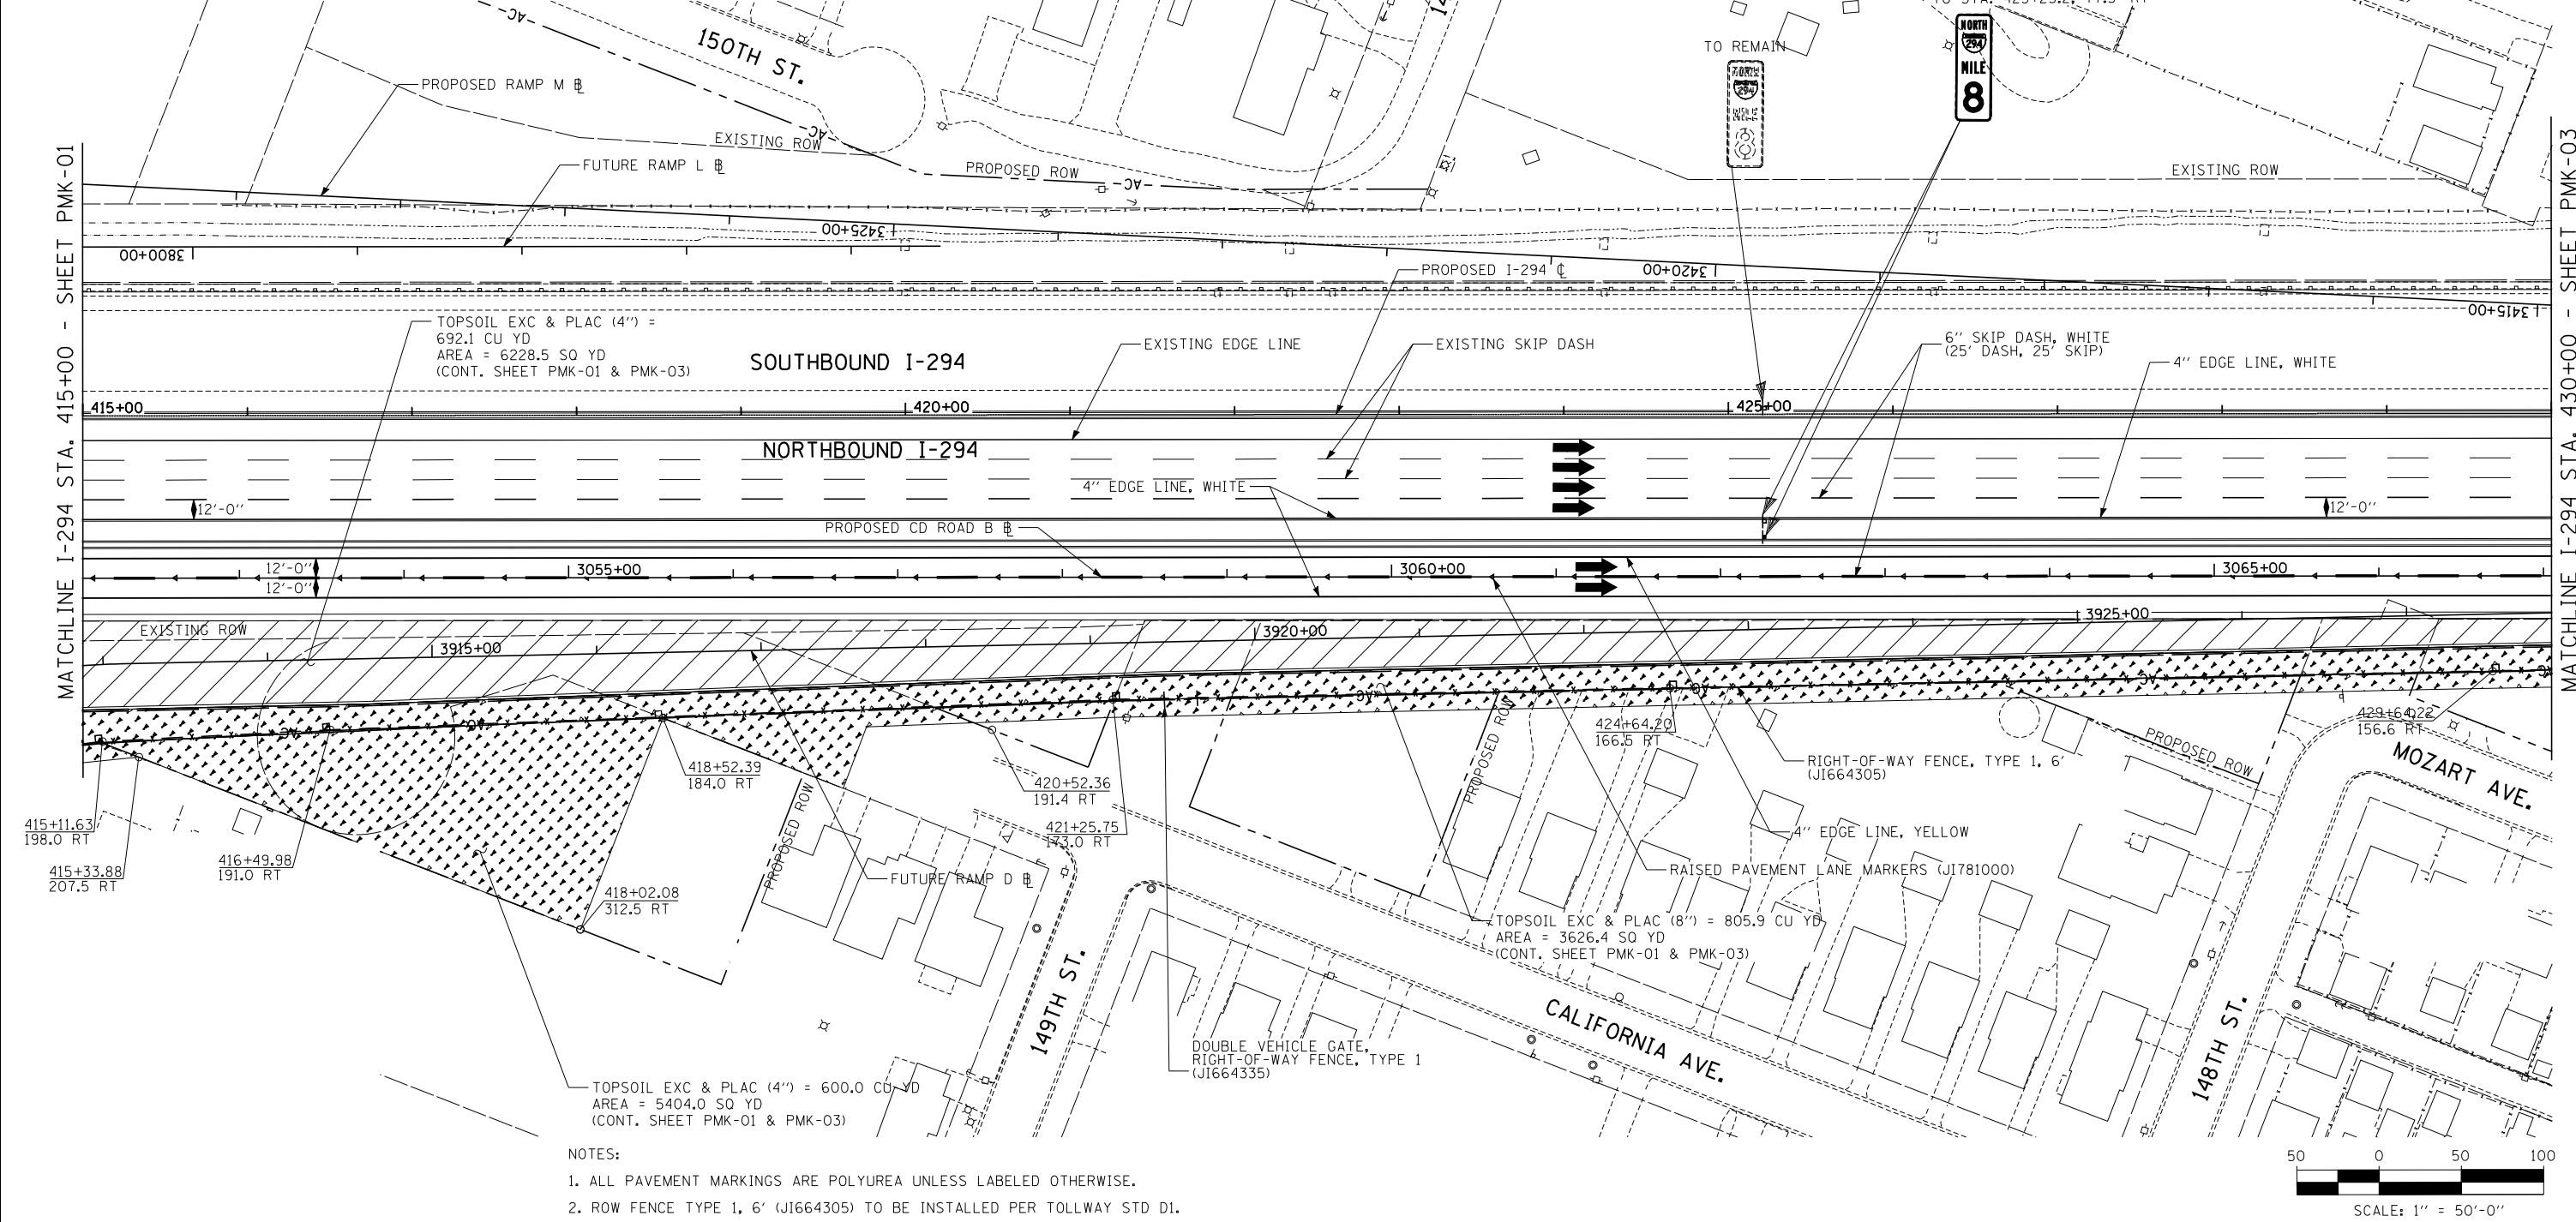 150TH ST.
TO REMAIN
NORTH
294
MILE
8
NORTH
294
MILE
8
PROPOSED RAMP M ⅊
EXISTING ROW
FUTURE RAMP L ⅊
PROPOSED ROW
EXISTING ROW
AC
AC
AC
3800+00
3425+00
3420+00
3415+00
PROPOSED I-294 ℄
MATCHLINE I-294 STA. 415+00 - SHEET PMK-01
MATCHLINE I-294 STA. 430+00 - SHEET PMK-03
TOPSOIL EXC & PLAC (4") =
692.1 CU YD
AREA = 6228.5 SQ YD
(CONT. SHEET PMK-01 & PMK-03)
SOUTHBOUND I-294
EXISTING EDGE LINE
EXISTING SKIP DASH
6" SKIP DASH, WHITE
(25' DASH, 25' SKIP)
4" EDGE LINE, WHITE
415+00
420+00
425+00
NORTHBOUND I-294
12'-0"
4" EDGE LINE, WHITE
12'-0"
PROPOSED CD ROAD B ⅊
12'-0"
12'-0"
3055+00
3060+00
3065+00
EXISTING ROW
3915+00
3920+00
3925+00
AC
AC
AC
AC
AC
415+11.63
198.0 RT
415+33.88
207.5 RT
416+49.98
191.0 RT
418+52.39
184.0 RT
418+02.08
312.5 RT
420+52.36
191.4 RT
421+25.75
173.0 RT
424+64.20
166.5 RT
429+64.22
156.6 RT
PROPOSED ROW
PROPOSED ROW
PROPOSED ROW
MOZART AVE.
RIGHT-OF-WAY FENCE, TYPE 1, 6'
(JI664305)
4" EDGE LINE, YELLOW
RAISED PAVEMENT LANE MARKERS (JI781000)
FUTURE RAMP D ⅊
TOPSOIL EXC & PLAC (8") = 805.9 CU YD
AREA = 3626.4 SQ YD
(CONT. SHEET PMK-01 & PMK-03)
149TH ST.
CALIFORNIA AVE.
148TH ST.
DOUBLE VEHICLE GATE,
RIGHT-OF-WAY FENCE, TYPE 1
(JI664335)
TOPSOIL EXC & PLAC (4") = 600.0 CU YD
AREA = 5404.0 SQ YD
(CONT. SHEET PMK-01 & PMK-03)
NOTES:
1. ALL PAVEMENT MARKINGS ARE POLYUREA UNLESS LABELED OTHERWISE.
2. ROW FENCE TYPE 1, 6' (JI664305) TO BE INSTALLED PER TOLLWAY STD D1.
50 0 50 100
SCALE: 1" = 50'-0"